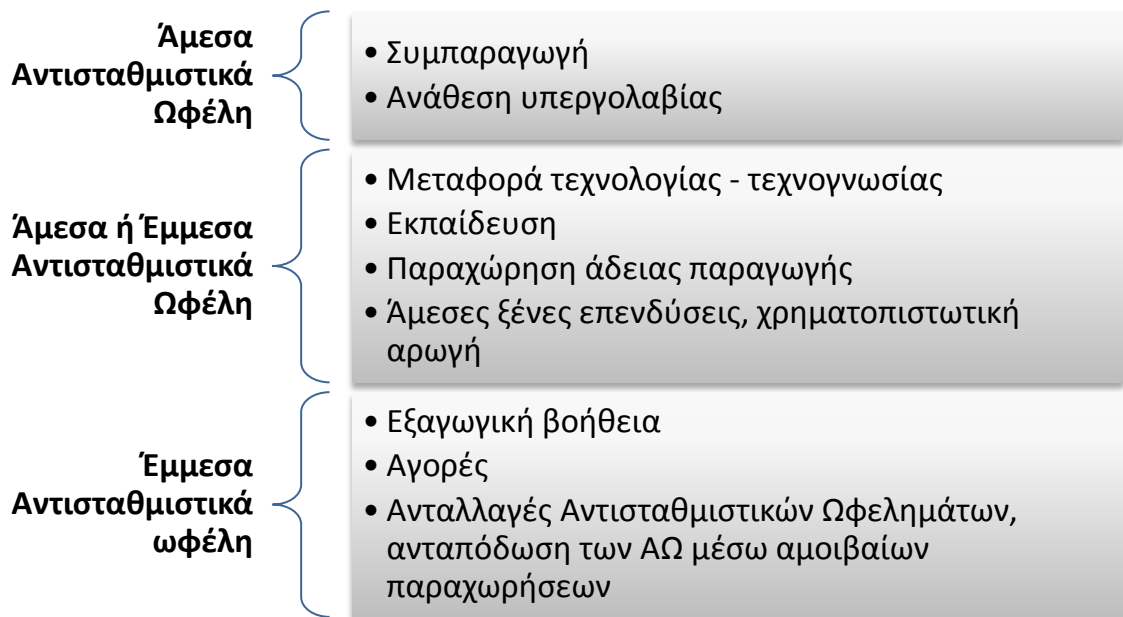 Άμεσα
Αντισταθμιστικά
Ωφέλη
• Συμπαραγωγή
• Ανάθεση υπεργολαβίας
Άμεσα ή Έμμεσα
Αντισταθμιστικά
Ωφέλη
• Μεταφορά τεχνολογίας - τεχνογνωσίας
• Εκπαίδευση
• Παραχώρηση άδειας παραγωγής
• Άμεσες ξένες επενδύσεις, χρηματοπιστωτική
αρωγή
Έμμεσα
Αντισταθμιστικά
ωφέλη
• Εξαγωγική βοήθεια
• Αγορές
• Ανταλλαγές Αντισταθμιστικών Ωφελημάτων,
ανταπόδωση των ΑΩ μέσω αμοιβαίων
παραχωρήσεων